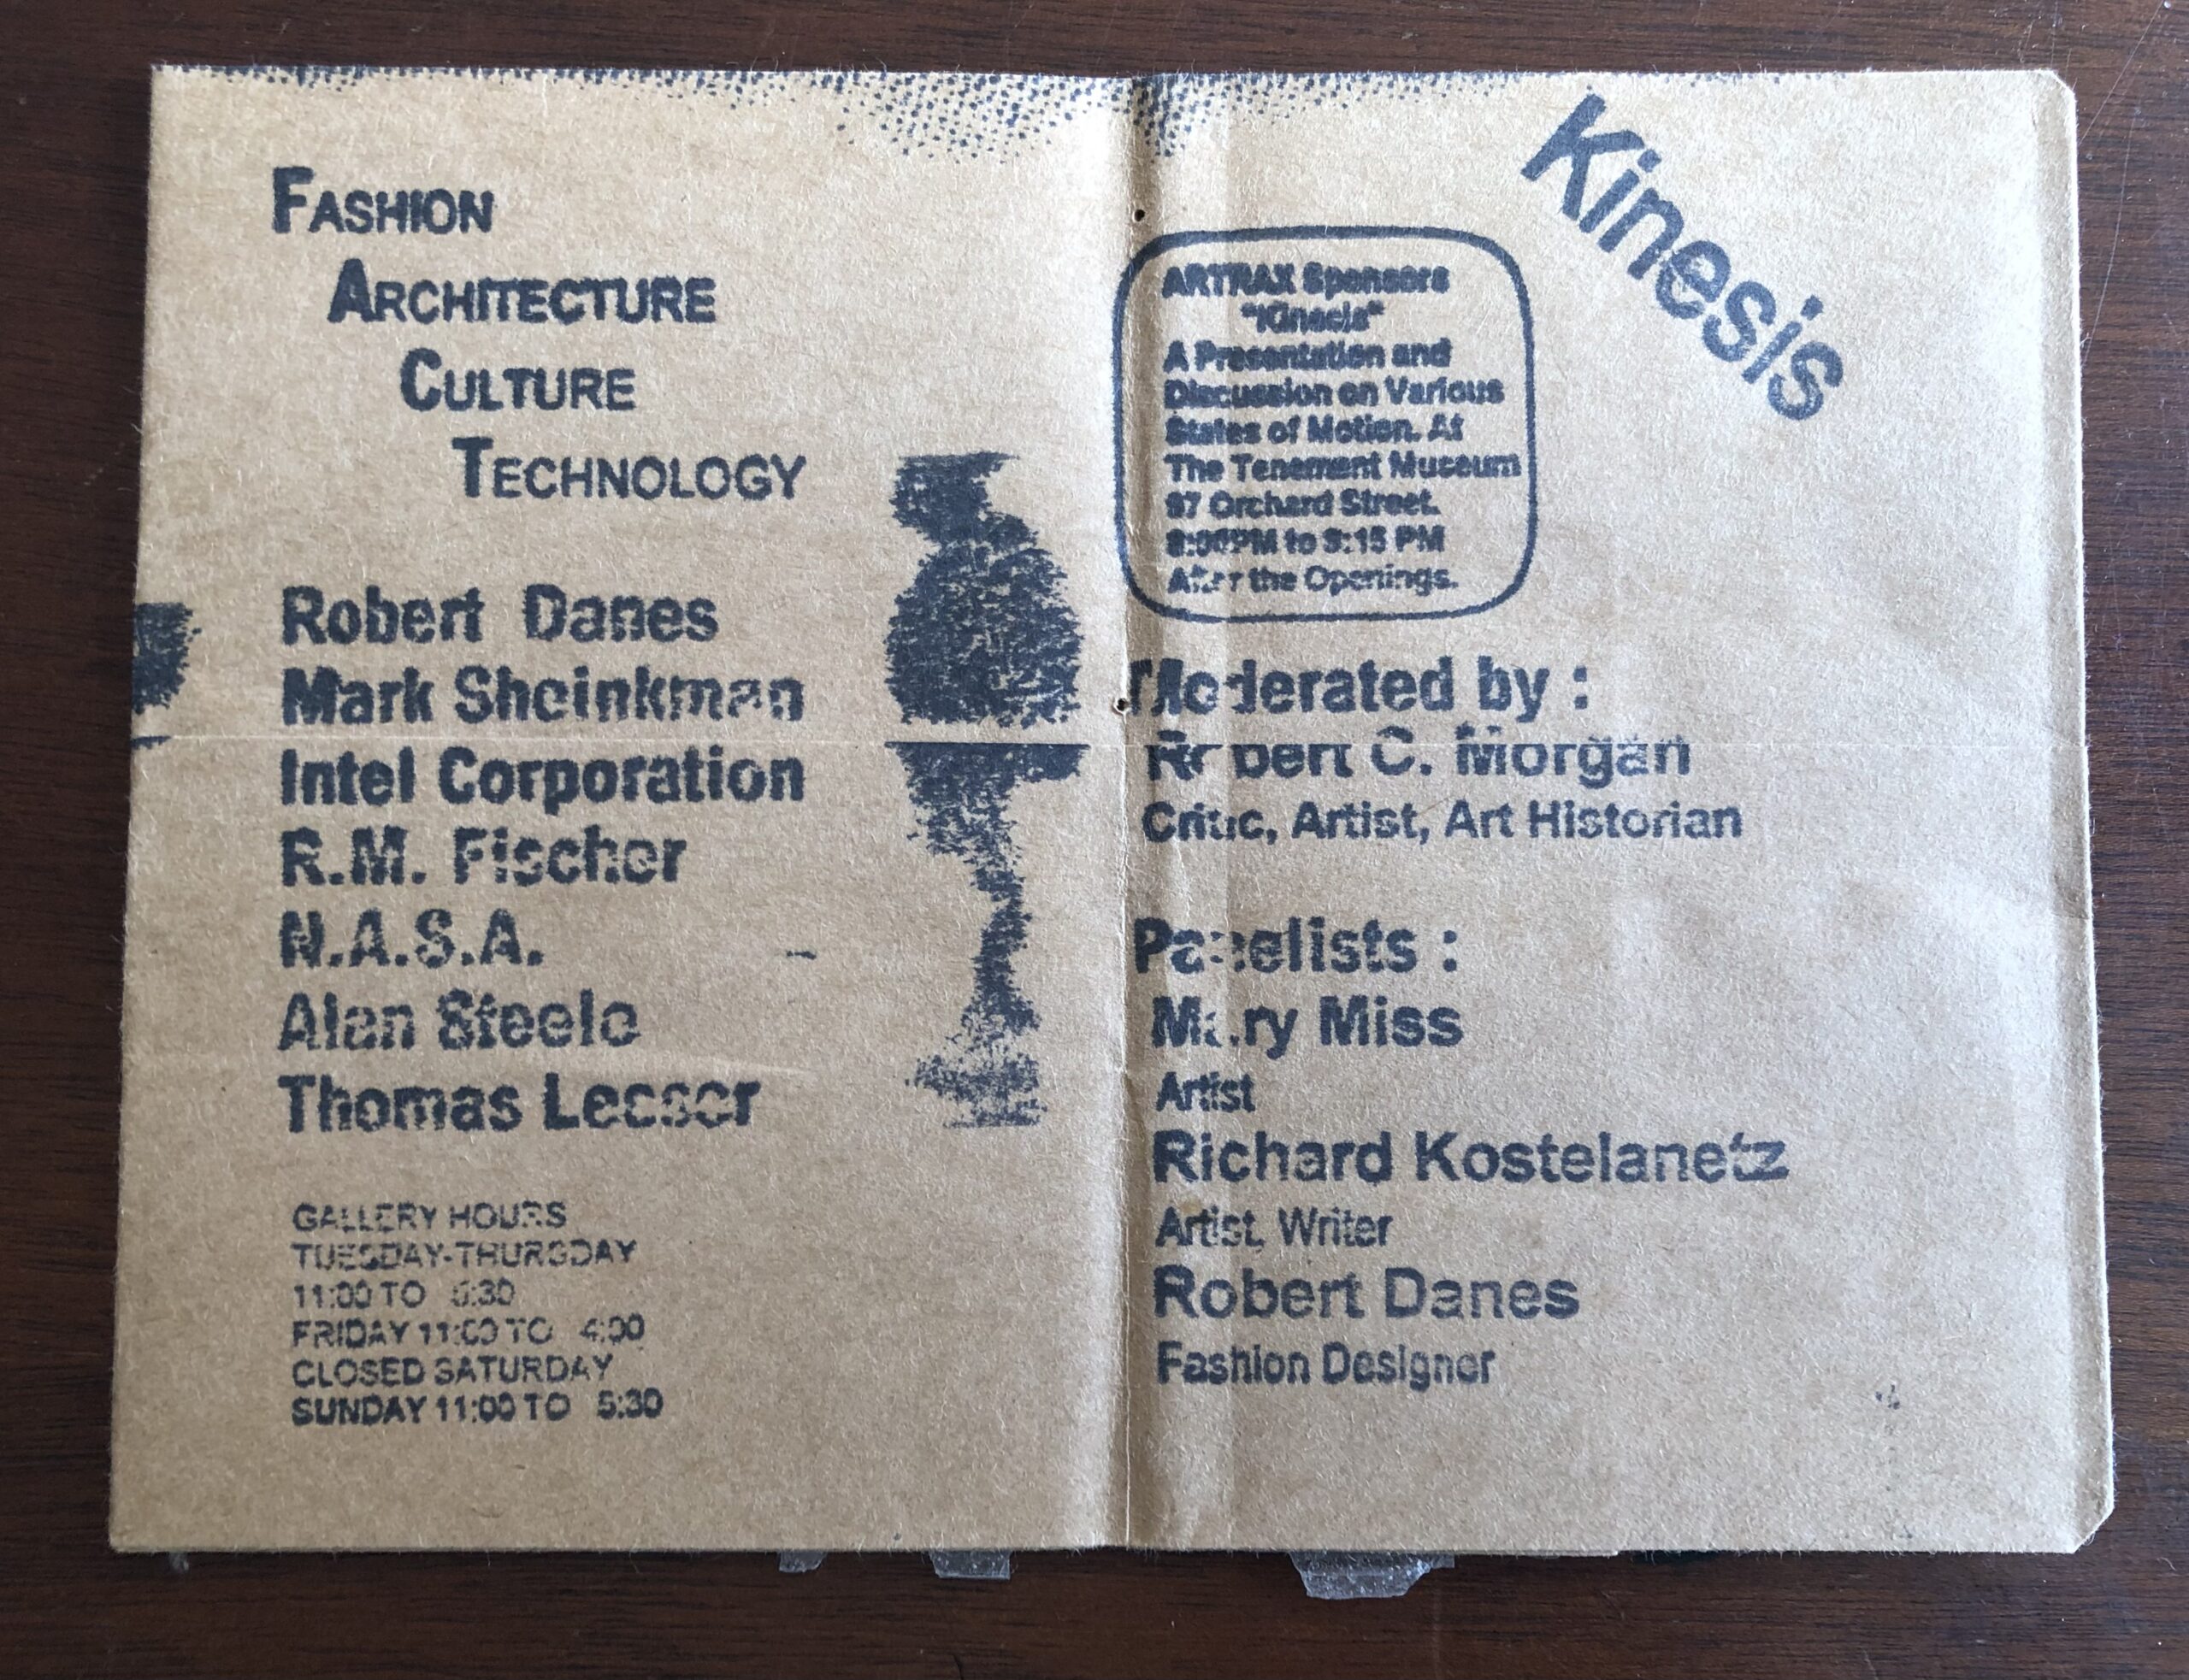 FASHION
ARCHITECTURE
CULTURE
TECHNOLOGY
Robert Danes
Mark Sheinkman
Intel Corporation
R.M. Fischer
N.A.S.A.
Alan Steele
Thomas Leeser
GALLERY HOURS
TUESDAY-THURSDAY
11:00 TO
FRIDAY 11:00 TO 4:00
CLOSED SATURDAY
SUNDAY 11:00 TO 5:30
Kinesis
ARTRAX Sponsors
"Kinesis"
A Presentation and
Discussion on Various
States of Motion. At
The Tenement Museum
97 Orchard Street.
8:00PM to 9:15 PM
After the Openings.
Moderated by :
Robert C. Morgan
Critic, Artist, Art Historian
Panelists :
Mary Miss
Artist
Richard Kostelanetz
Artist, Writer
Robert Danes
Fashion Designer